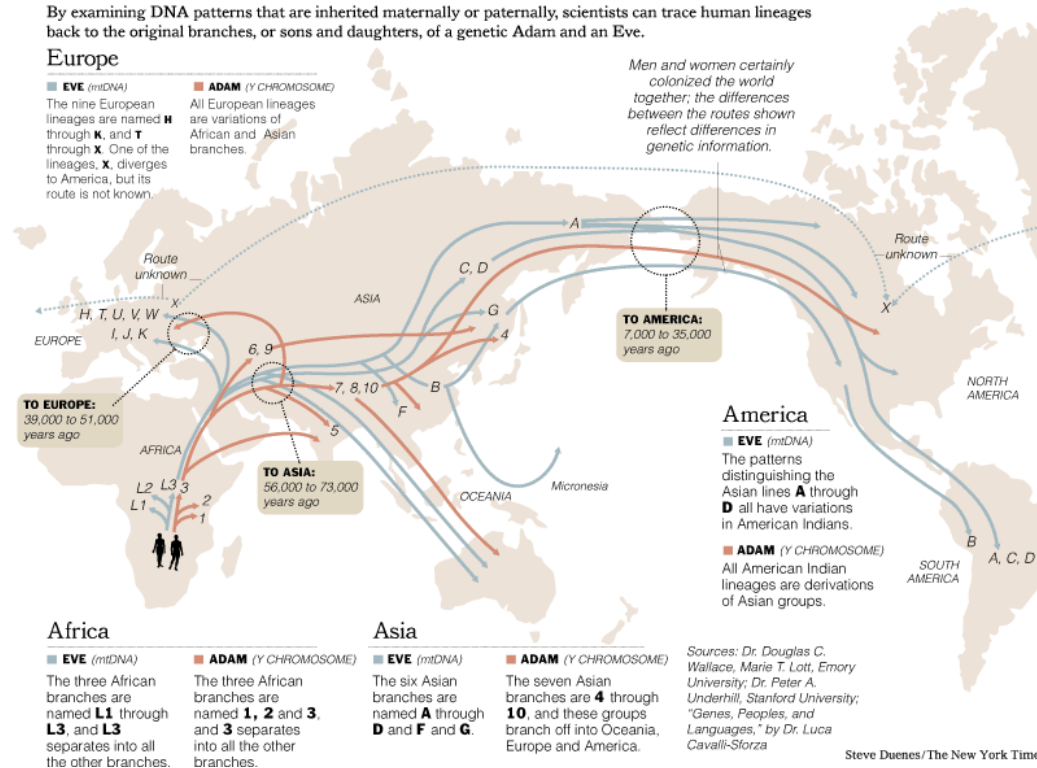 By examining DNA patterns that are inherited maternally or paternally, scientists can trace human lineages
back to the original branches, or sons and daughters, of a genetic Adam and an Eve.
Europe
EVE (mtDNA)
The nine European
lineages are named H
through K, and T
through X. One of the
lineages, X, diverges
to America, but its
route is not known.
ADAM (Y CHROMOSOME)
All European lineages
are variations of
African and Asian
branches.
Men and women certainly
colonized the world
together; the differences
between the routes shown
reflect differences in
genetic information.
A
Route
unknown
Route
unknown
C, D
ASIA
X
H, T, U, V, W
I, J, K
EUROPE
G
4
X
TO AMERICA:
7,000 to 35,000
years ago
6, 9
7, 8, 10
B
F
5
NORTH
AMERICA
TO EUROPE:
39,000 to 51,000
years ago
AFRICA
TO ASIA:
56,000 to 73,000
years ago
L2
L3
3
L1
2
1
OCEANIA
Micronesia
America
EVE (mtDNA)
The patterns
distinguishing the
Asian lines A through
D all have variations
in American Indians.
ADAM (Y CHROMOSOME)
All American Indian
lineages are derivations
of Asian groups.
B
A, C, D
SOUTH
AMERICA
Africa
EVE (mtDNA)
The three African
branches are
named L1 through
L3, and L3
separates into all
the other branches.
ADAM (Y CHROMOSOME)
The three African
branches are
named 1, 2 and 3,
and 3 separates
into all the other
branches.
Asia
EVE (mtDNA)
The six Asian
branches are
named A through
D and F and G.
ADAM (Y CHROMOSOME)
The seven Asian
branches are 4 through
10, and these groups
branch off into Oceania,
Europe and America.
Sources: Dr. Douglas C.
Wallace, Marie T. Lott, Emory
University; Dr. Peter A.
Underhill, Stanford University;
"Genes, Peoples, and
Languages," by Dr. Luca
Cavalli-Sforza
Steve Duenes/The New York Time